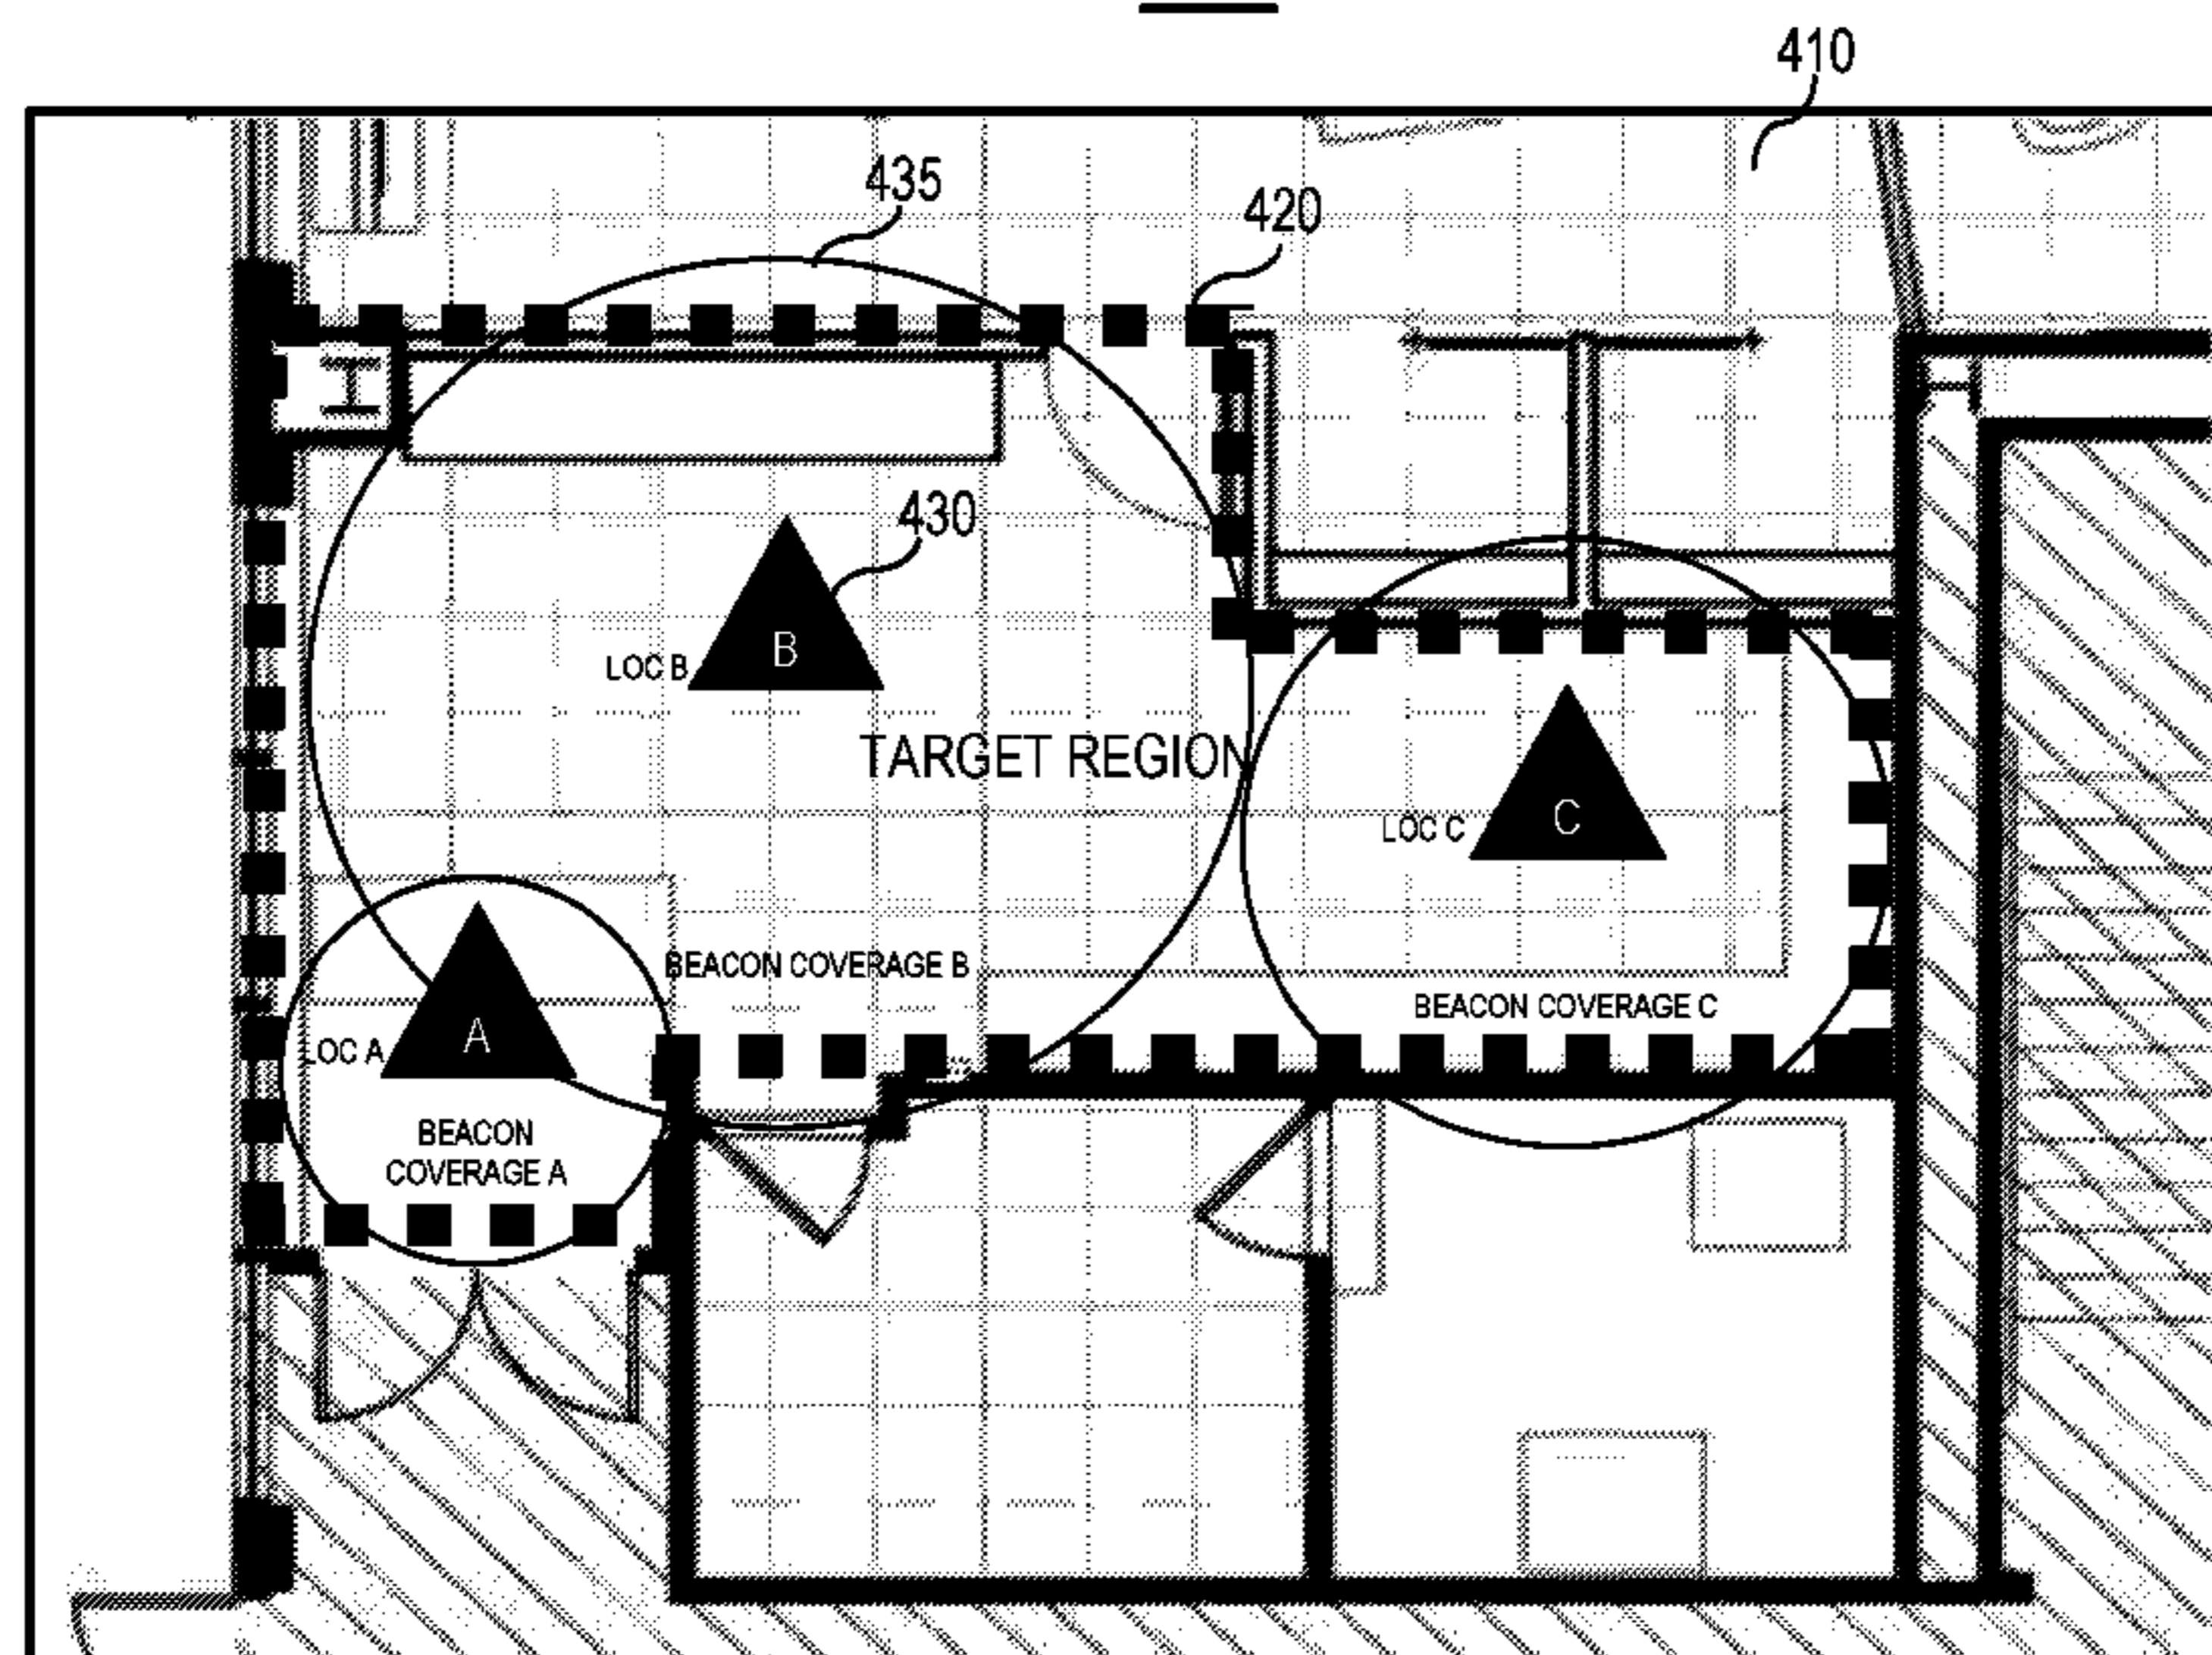 410
435
420
430
B
LOC B
TARGET REGION
C
LOC C
BEACON COVERAGE B
BEACON COVERAGE C
A
LOC A
BEACON
COVERAGE A